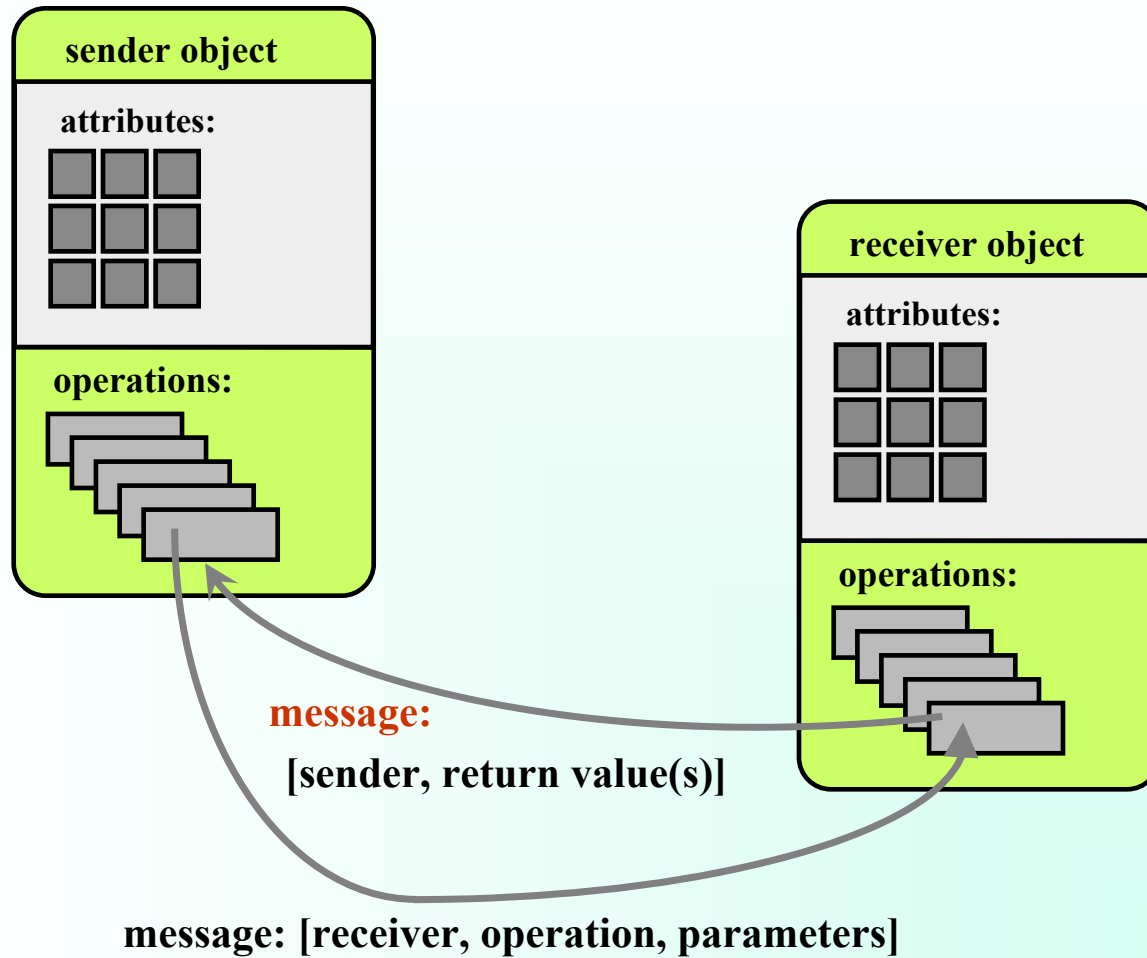 sender object
attributes:
operations:
receiver object
attributes:
operations:
message:
[sender, return value(s)]
message: [receiver, operation, parameters]